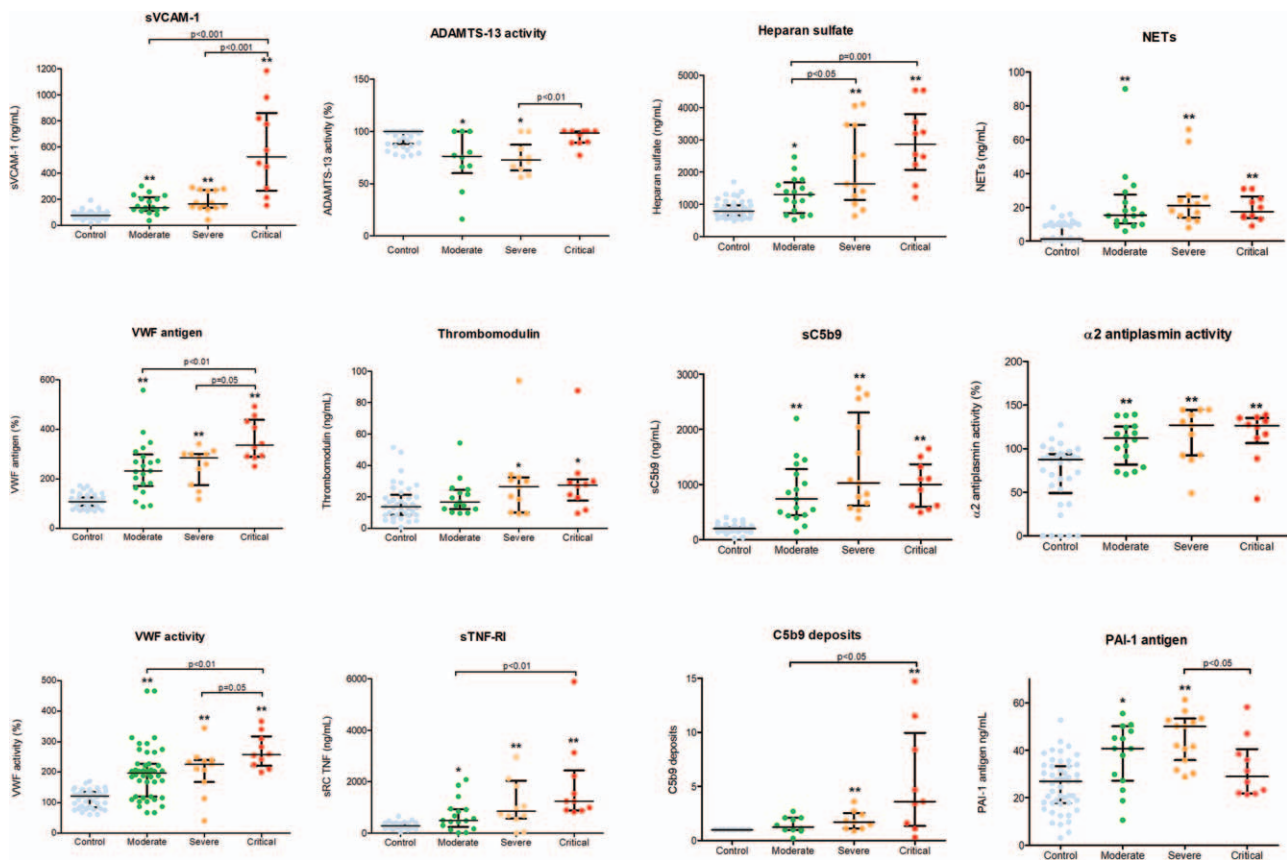 sVCAM-1
p<0.001
p<0.001
**
**
**
sVCAM-1 (ng/mL)
1200
1000
800
600
400
200
0
Control Moderate Severe Critical
ADAMTS-13 activity
p<0.01
*
*
ADAMTS-13 activity (%)
150
100
50
0
Control Moderate Severe Critical
Heparan sulfate
p=0.001
p<0.05
*
**
**
Heparan sulfate (ng/mL)
5000
4000
3000
2000
1000
0
Control Moderate Severe Critical
NETs
**
**
**
NETs (ng/mL)
100
80
60
40
20
0
Control Moderate Severe Critical
VWF antigen
p<0.01
p=0.05
**
**
**
VWF antigen (%)
600
400
200
0
Control Moderate Severe Critical
Thrombomodulin
*
*
Thrombomodulin (ng/mL)
100
80
60
40
20
0
Control Moderate Severe Critical
sC5b9
**
**
**
sC5b9 (ng/mL)
3000
2000
1000
0
Control Moderate Severe Critical
α2 antiplasmin activity
**
**
**
α2 antiplasmin activity (%)
200
150
100
50
0
Control Moderate Severe Critical
VWF activity
p<0.01
p=0.05
**
**
**
VWF activity (%)
500
400
300
200
100
0
Control Moderate Severe Critical
sTNF-RI
p<0.01
*
**
**
sRC TNF (ng/mL)
6000
4000
2000
0
Control Moderate Severe Critical
C5b9 deposits
p<0.05
**
**
C5b9 deposits
15
10
5
0
Control Moderate Severe Critical
PAI-1 antigen
p<0.05
*
**
PAI-1 antigen ng/mL
60
40
20
0
Control Moderate Severe Critical